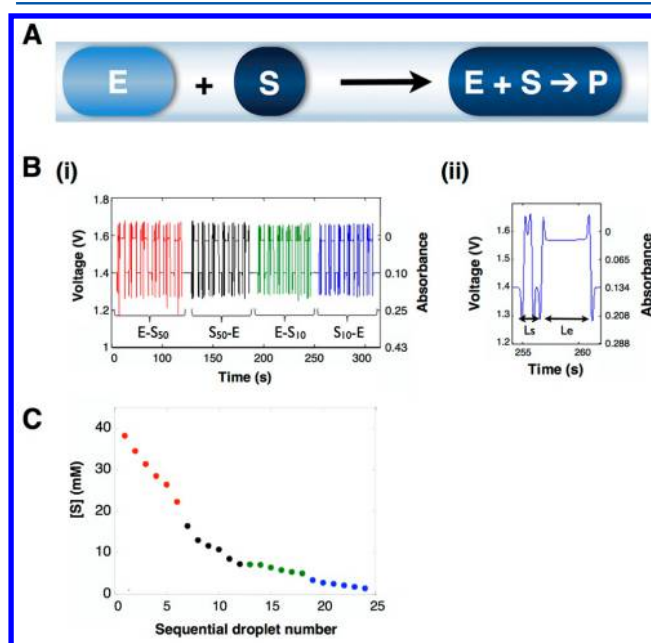 A
E + S E + S → P
B (i) (ii)
Voltage (V)
1.8
1.6
1.4
1.2
1
0
0.10
0.25
0.43
Absorbance
E-S₅₀ S₅₀-E E-S₁₀ S₁₀-E
0 50 100 150 200 250 300
Time (s)
Voltage (V)
1.6
1.5
1.4
1.3
1.2
0
0.065
0.134
0.208
0.288
Absorbance
Ls Le
255 260
Time (s)
C
[S] (mM)
40
30
20
10
0
0 5 10 15 20 25
Sequential droplet number